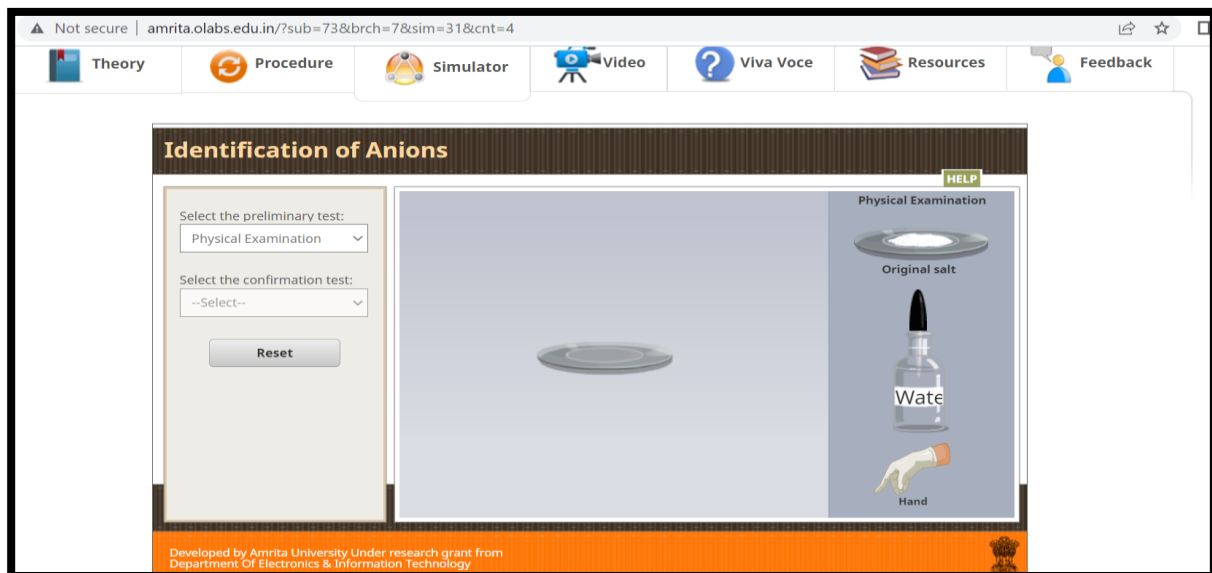 Not secure | amrita.olabs.edu.in/?sub=73&brch=7&sim=31&cnt=4
Theory Procedure Simulator Video Viva Voce Resources Feedback
Identification of Anions
HELP
Select the preliminary test:
Physical Examination
Select the confirmation test:
--Select--
Reset
Physical Examination
Original salt
Wate
Hand
Developed by Amrita University Under research grant from
Department Of Electronics & Information Technology